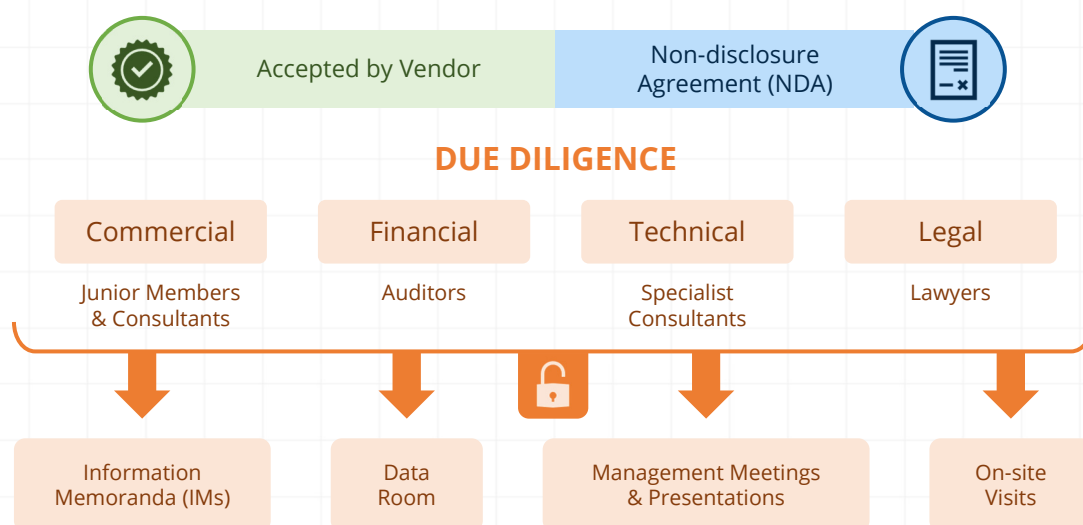 Accepted by Vendor
Non-disclosure
Agreement (NDA)
DUE DILIGENCE
Commercial
Financial
Technical
Legal
Junior Members
& Consultants
Auditors
Specialist
Consultants
Lawyers
Information
Memoranda (IMs)
Data
Room
Management Meetings
& Presentations
On-site
Visits